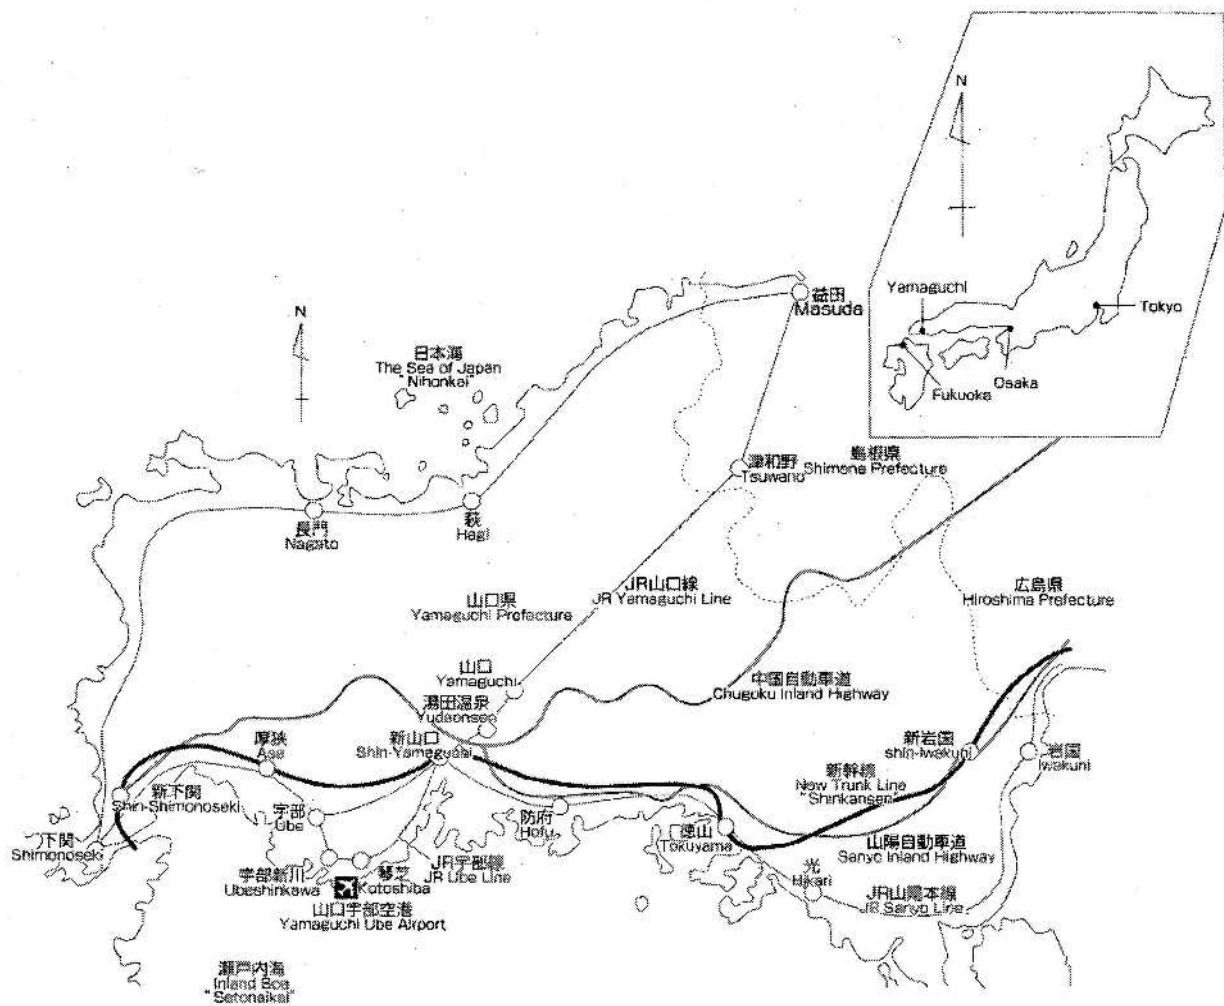 N
Yamaguchi
Tokyo
Osaka
Fukuoka
N
益田
Masuda
日本海
The Sea of Japan
"Nihonkai"
津和野
Tsuwano
島根県
Shimane Prefecture
萩
Hagi
長門
Nagato
JR山口線
JR Yamaguchi Line
山口県
Yamaguchi Prefecture
広島県
Hiroshima Prefecture
山口
Yamaguchi
湯田温泉
Yudaonsen
中国自動車道
Chugoku Inland Highway
厚狭
Asa
新山口
Shin-Yamaguchi
新岩国
shin-Iwakuni
岩国
Iwakuni
新下関
Shin-Shimonoseki
新幹線
New Trunk Line
"Shinkansen"
宇部
Ube
防府
Hofu
徳山
Tokuyama
下関
Shimonoseki
山陽自動車道
Sanyo Inland Highway
宇部新川
Ubeshinkawa
琴芝
Kotoshiba
JR宇部線
JR Ube Line
光
Hikari
JR山陽本線
JR Sanyo Line
山口宇部空港
Yamaguchi Ube Airport
瀬戸内海
Inland Sea
"Setonaikai"